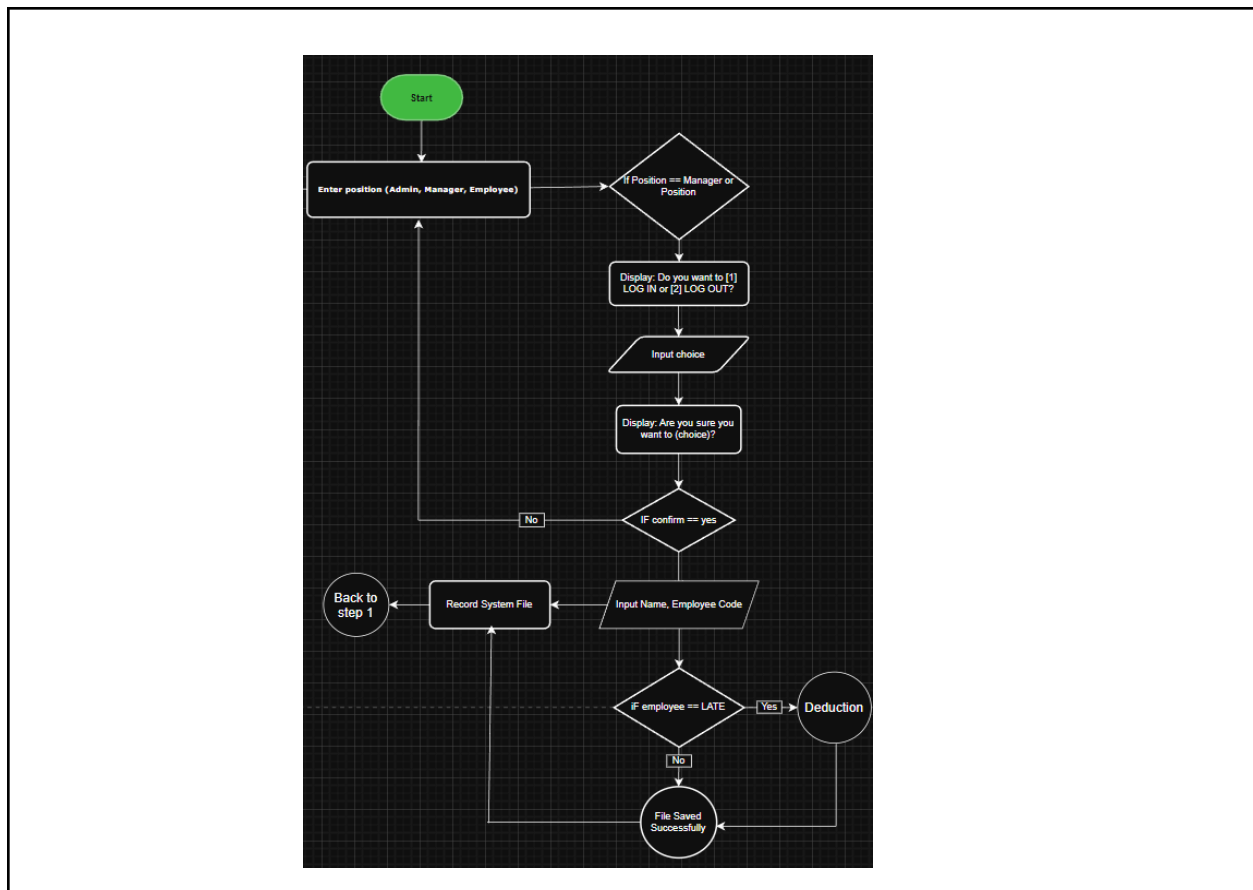 Start
Enter position (Admin, Manager, Employee)
If Position == Manager or
Position
Display: Do you want to [1]
LOG IN or [2] LOG OUT?
Input choice
Display: Are you sure you
want to (choice)?
IF confirm == yes
No
Input Name, Employee Code
Record System File
Back to
step 1
iF employee == LATE
Yes
Deduction
No
File Saved
Successfully